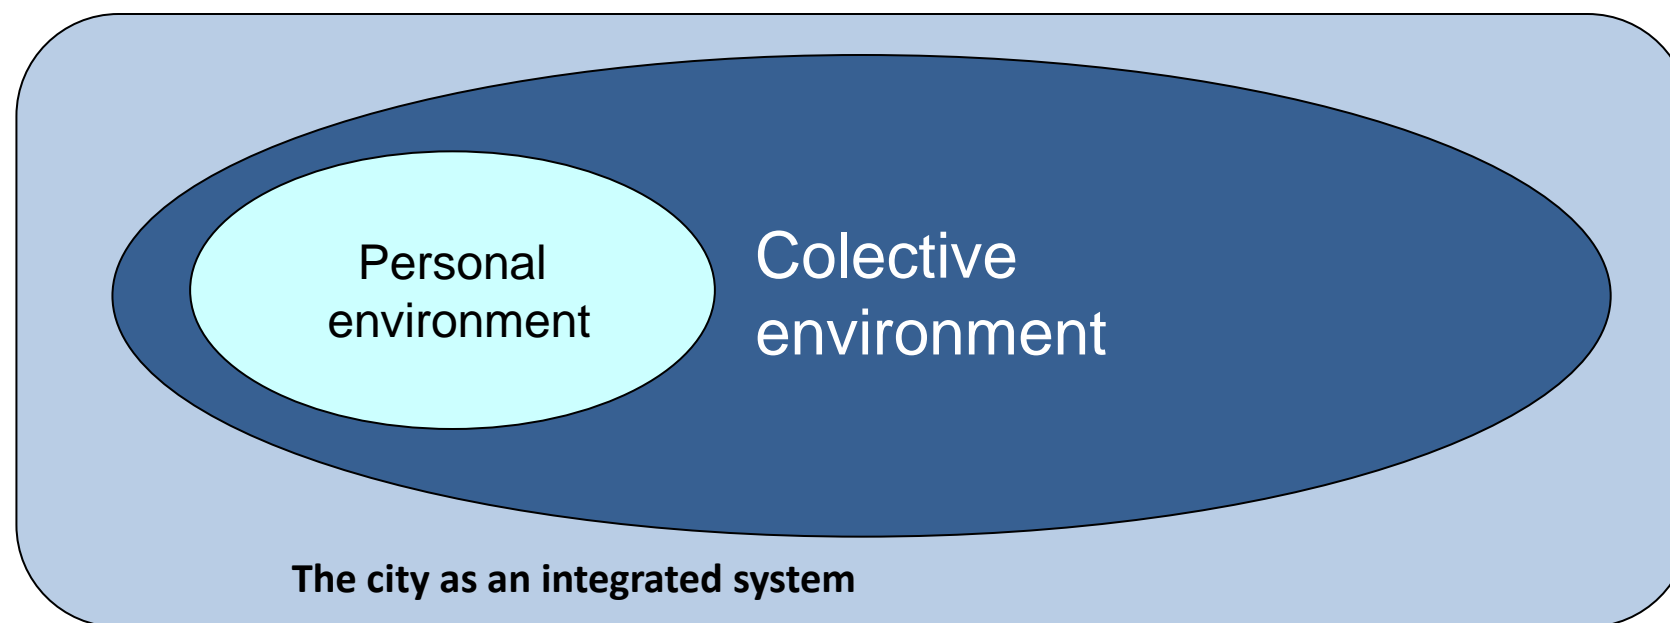 Personal
environment
Colective
environment
The city as an integrated system